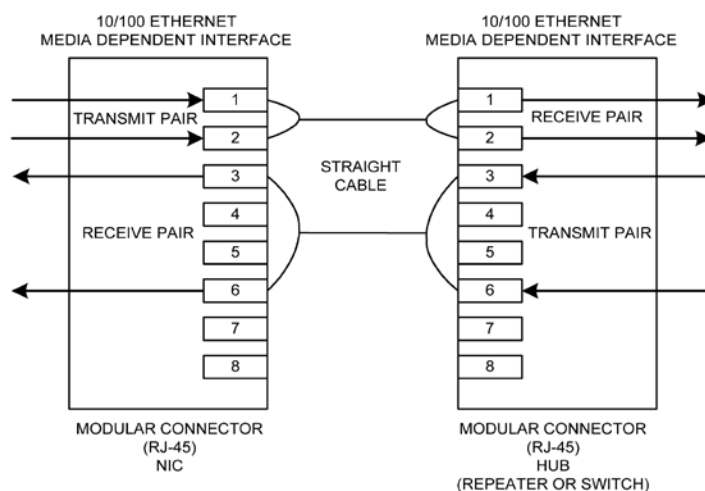 10/100 ETHERNET
MEDIA DEPENDENT INTERFACE
TRANSMIT PAIR
RECEIVE PAIR
1
2
3
4
5
6
7
8
MODULAR CONNECTOR
(RJ-45)
NIC
STRAIGHT
CABLE
10/100 ETHERNET
MEDIA DEPENDENT INTERFACE
1
2
3
4
5
6
7
8
RECEIVE PAIR
TRANSMIT PAIR
MODULAR CONNECTOR
(RJ-45)
HUB
(REPEATER OR SWITCH)